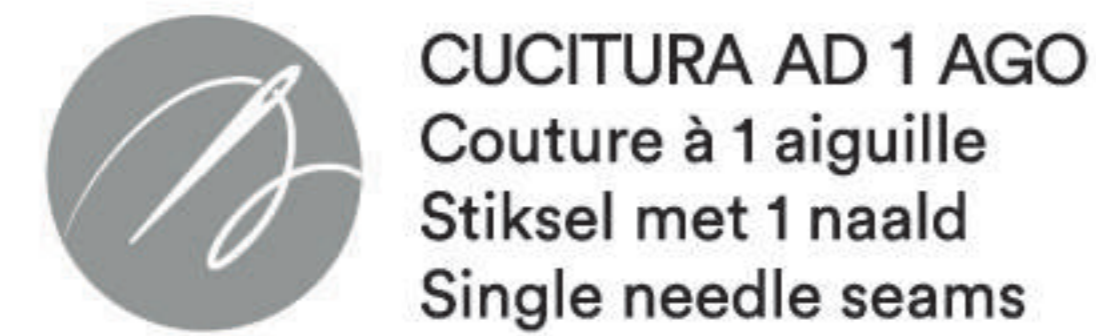 CUCITURA AD 1 AGO
Couture à 1 aiguille
Stiksel met 1 naald
Single needle seams